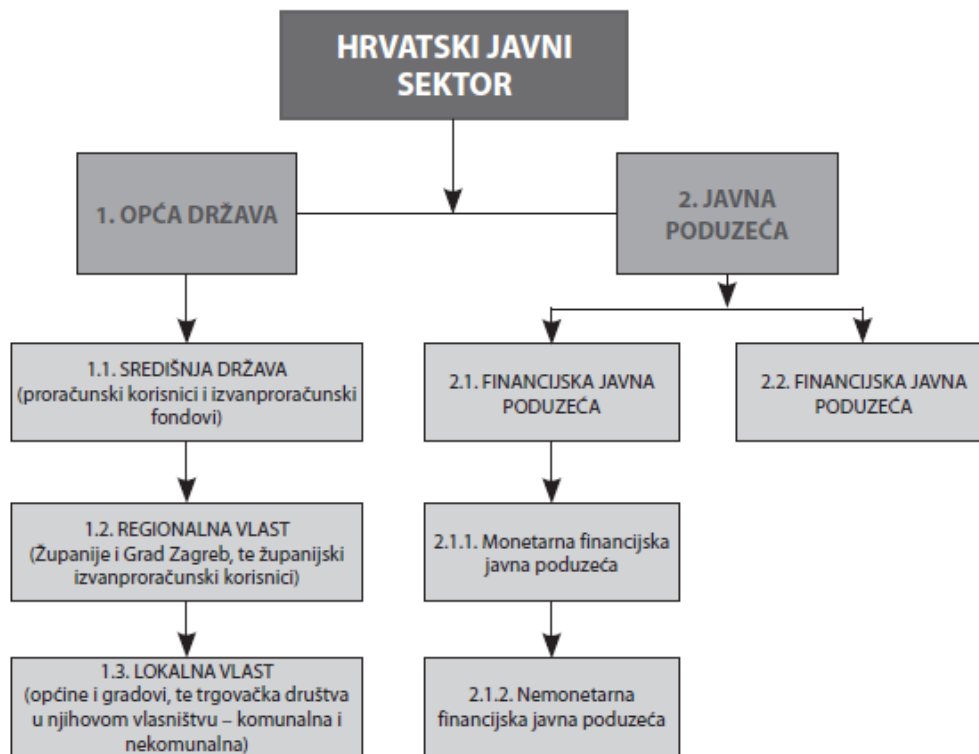 HRVATSKI JAVNI
SEKTOR
1. OPĆA DRŽAVA
2. JAVNA
PODUZEĆA
1.1. SREDIŠNJA DRŽAVA
(proračunski korisnici i izvanproračunski
fondovi)
2.1. FINANCIJSKA JAVNA
PODUZEĆA
2.2. FINANCIJSKA JAVNA
PODUZEĆA
1.2. REGIONALNA VLAST
(Županije i Grad Zagreb, te županijski
izvanproračunski korisnici)
2.1.1. Monetarna financijska
javna poduzeća
1.3. LOKALNA VLAST
(općine i gradovi, te trgovačka društva
u njihovom vlasništvu – komunalna i
nekomunalna)
2.1.2. Nemonetarna
financijska javna poduzeća